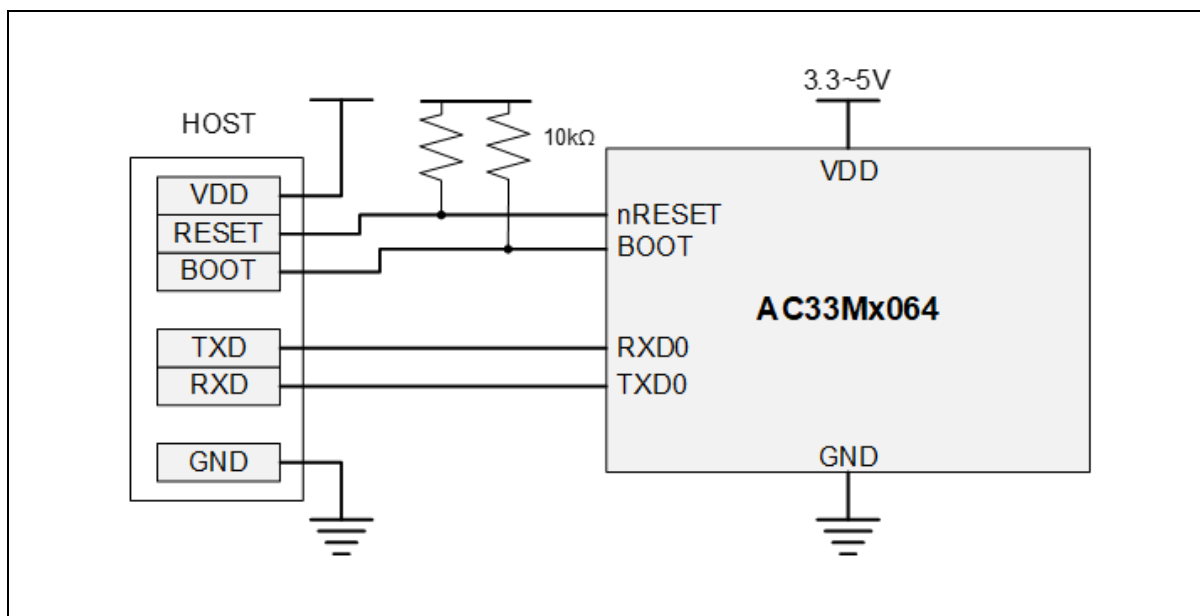 3.3~5V
HOST
10kΩ
VDD
VDD
RESET
nRESET
BOOT
BOOT
AC33Mx064
TXD
RXD0
RXD
TXD0
GND
GND